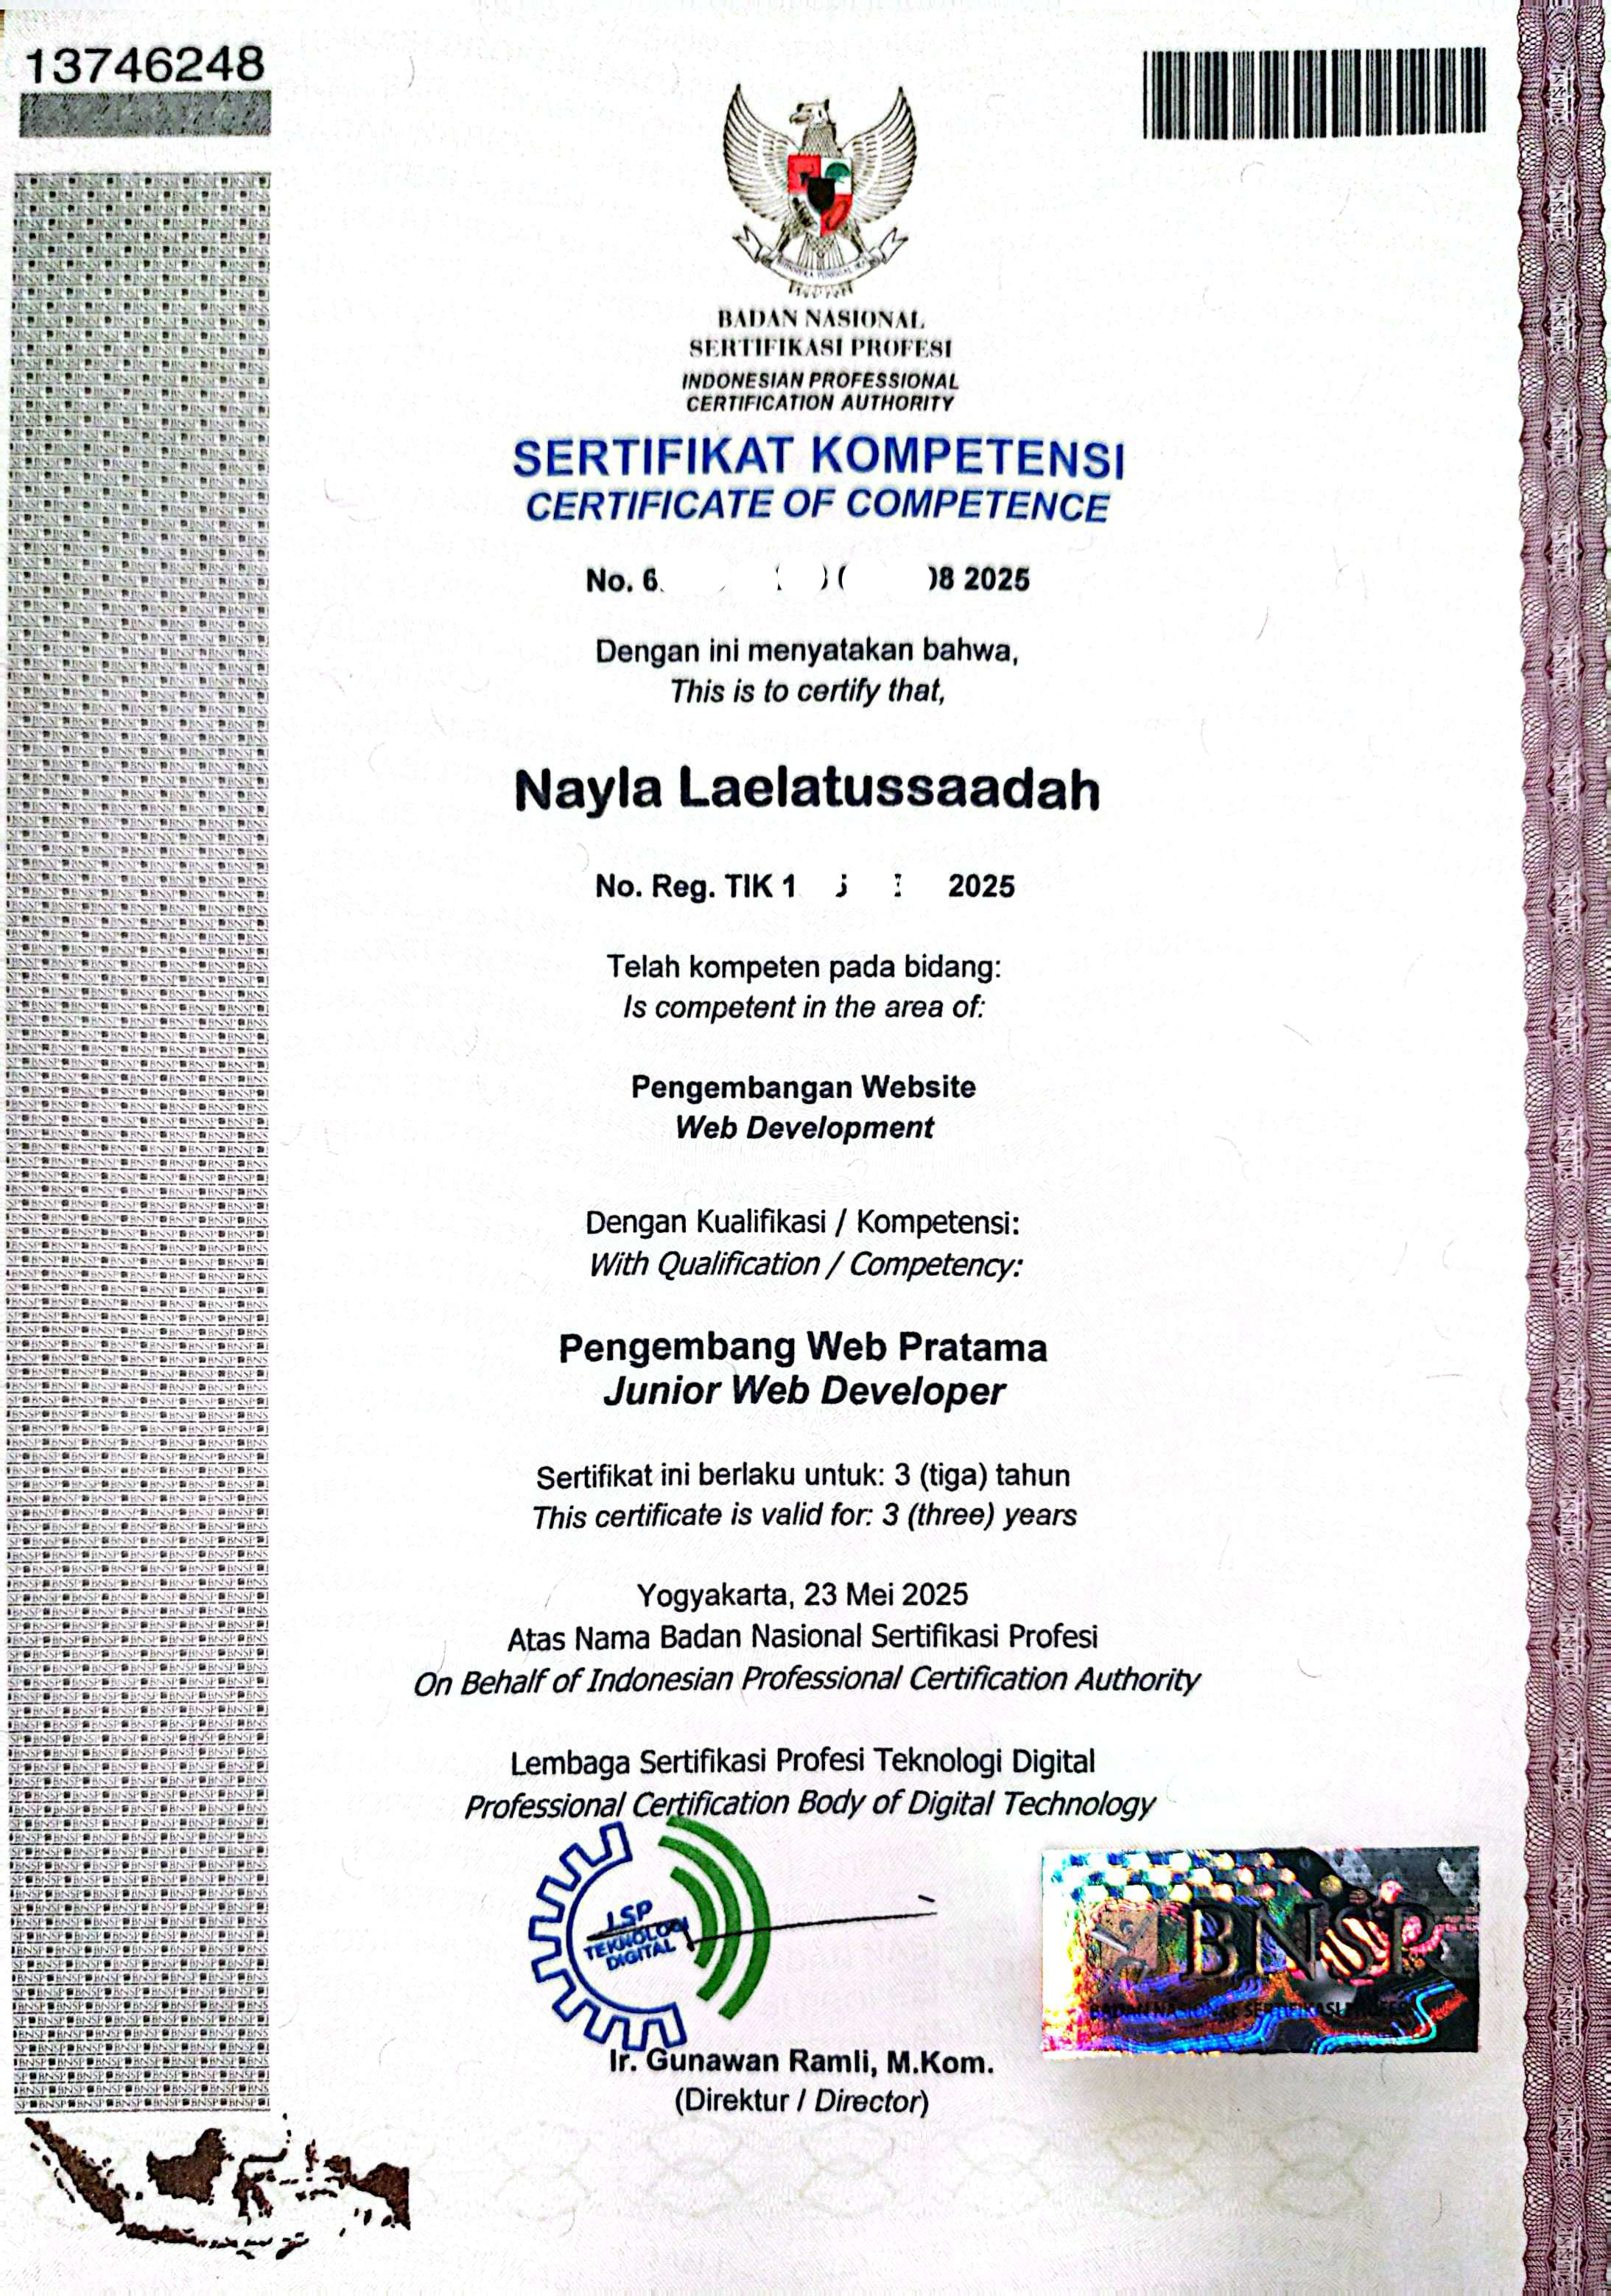 13746248
BADAN NASIONAL
SERTIFIKASI PROFESI
INDONESIAN PROFESSIONAL
CERTIFICATION AUTHORITY
SERTIFIKAT KOMPETENSI
CERTIFICATE OF COMPETENCE
No. 6 8 2025
Dengan ini menyatakan bahwa,
This is to certify that,
Nayla Laelatussaadah
No. Reg. TIK 1 2025
Telah kompeten pada bidang:
Is competent in the area of:
Pengembangan Website
Web Development
Dengan Kualifikasi / Kompetensi:
With Qualification / Competency:
Pengembang Web Pratama
Junior Web Developer
Sertifikat ini berlaku untuk: 3 (tiga) tahun
This certificate is valid for: 3 (three) years
Yogyakarta, 23 Mei 2025
Atas Nama Badan Nasional Sertifikasi Profesi
On Behalf of Indonesian Professional Certification Authority
Lembaga Sertifikasi Profesi Teknologi Digital
Professional Certification Body of Digital Technology
LSP
TEKNOLOGI
DIGITAL
BNSP
BADAN NASIONAL SERTIFIKASI PROFESI
Ir. Gunawan Ramli, M.Kom.
(Direktur / Director)